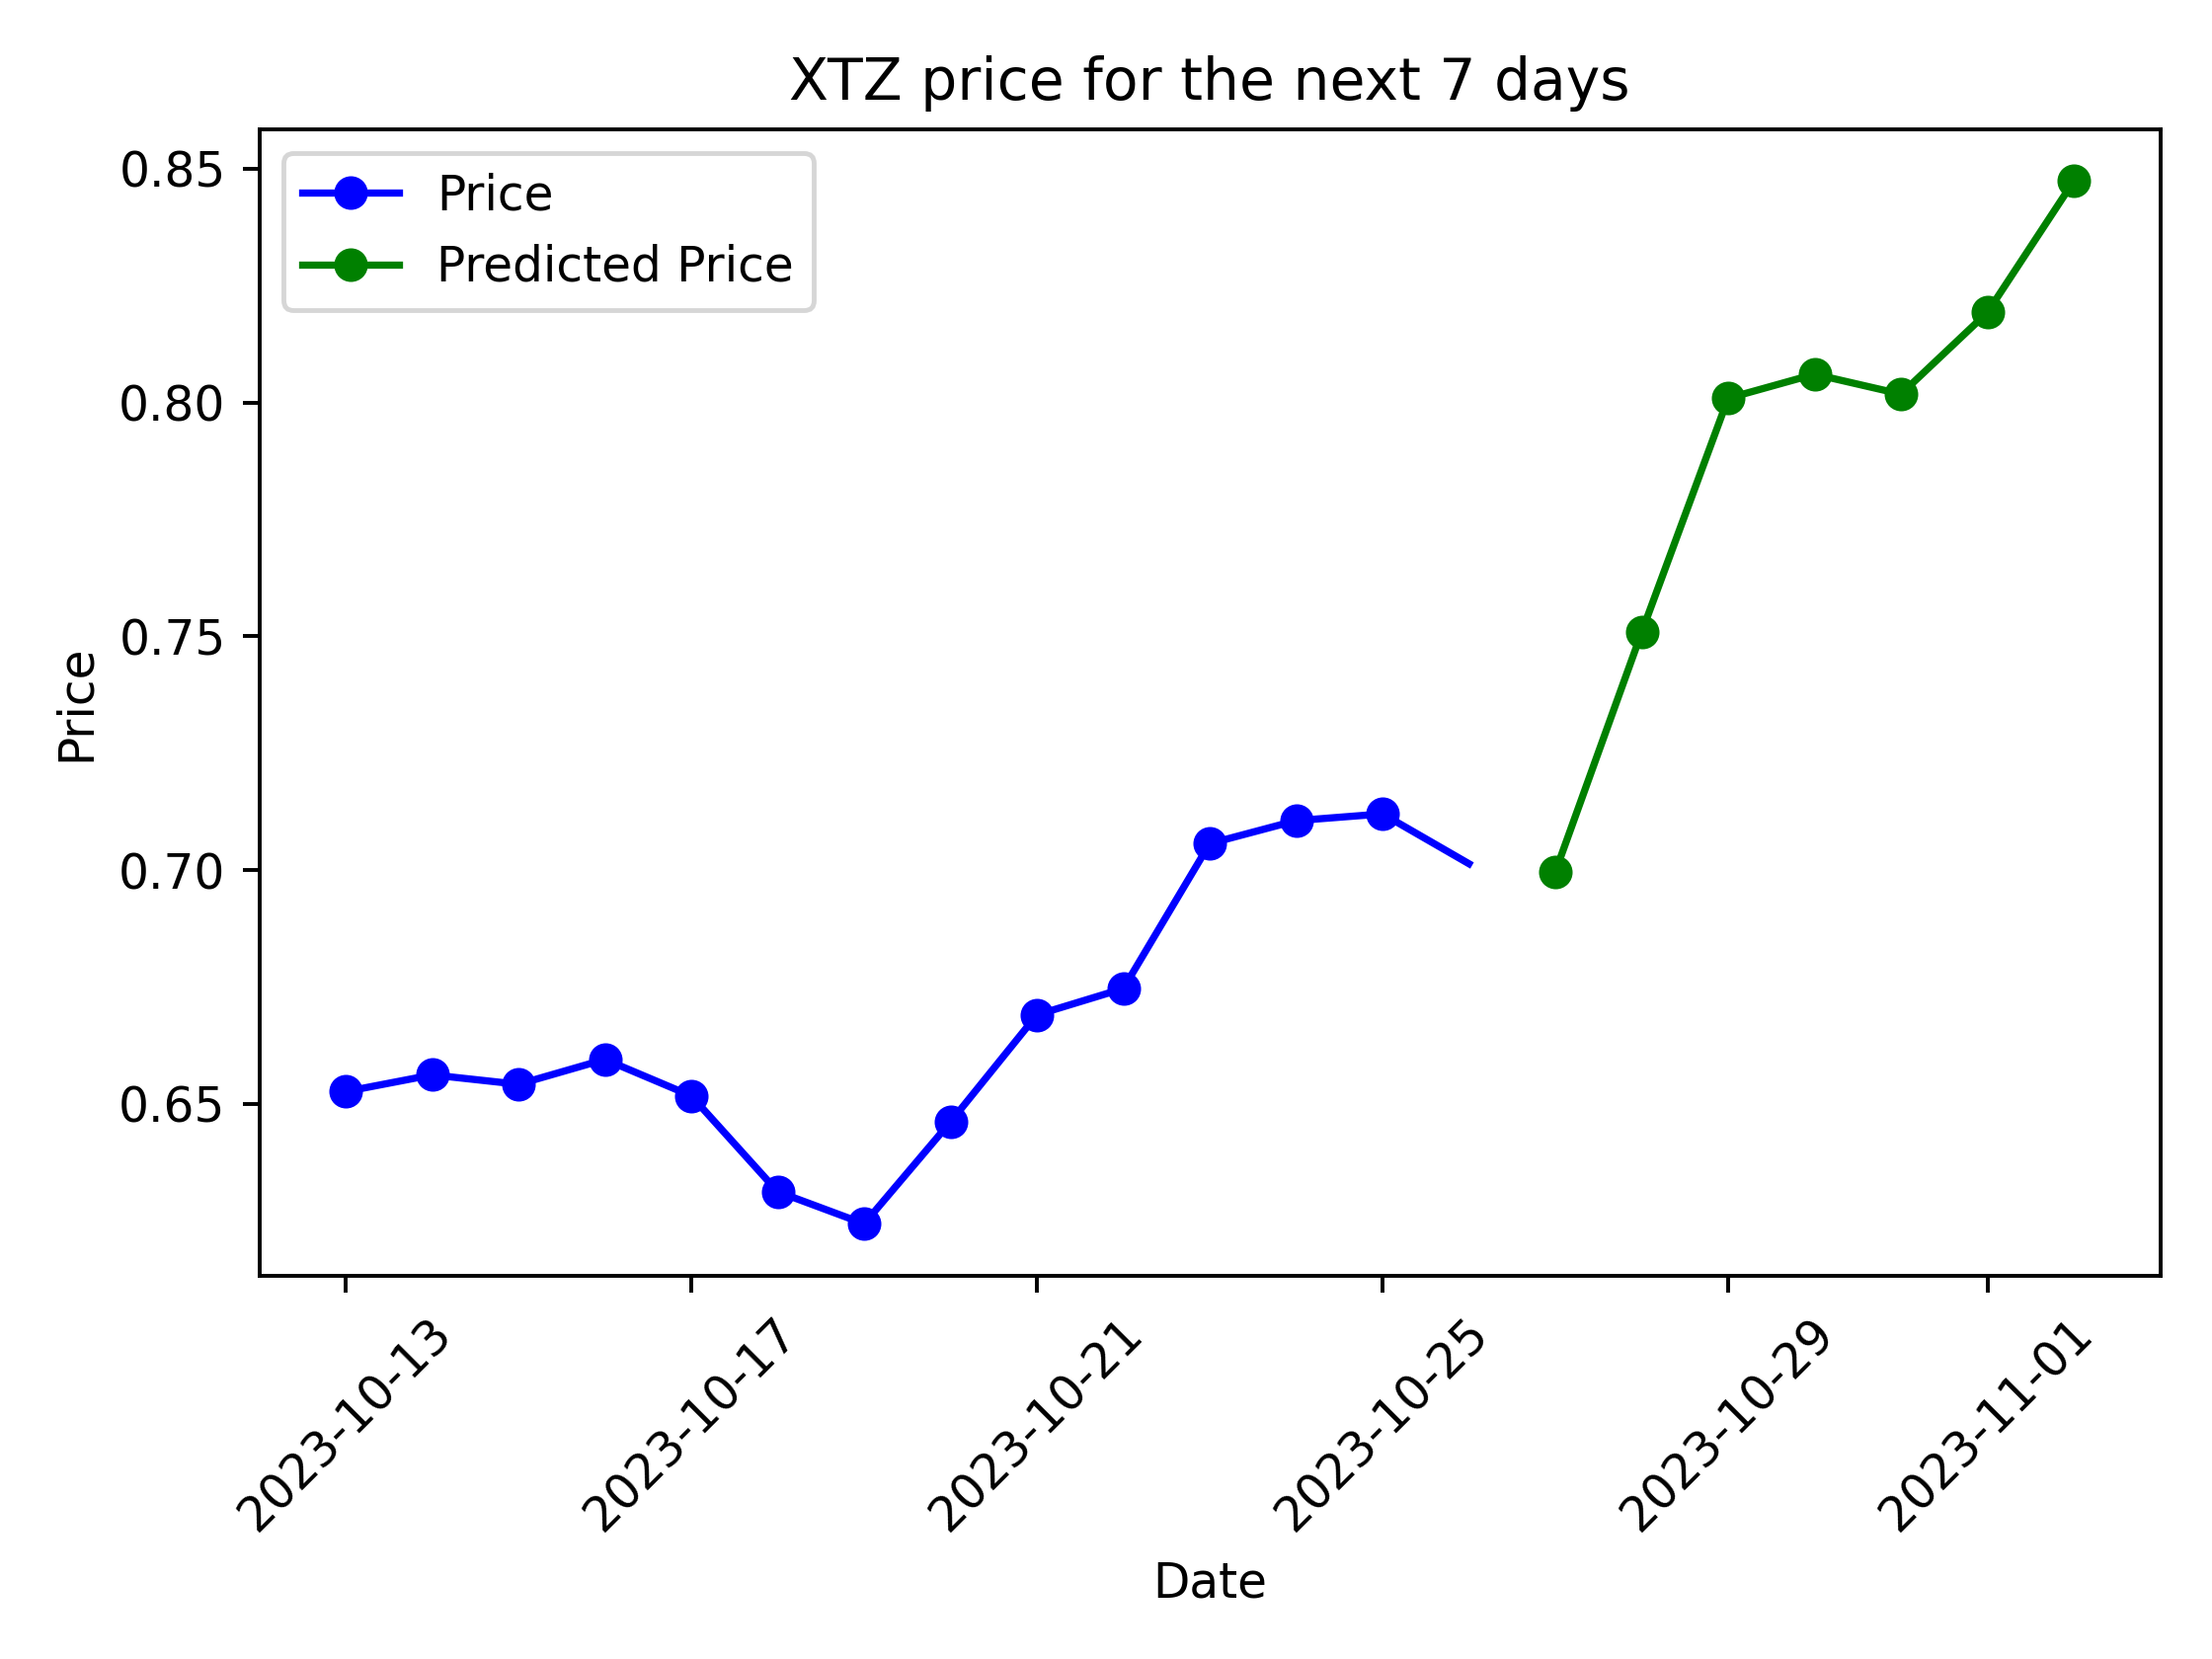 XTZ price for the next 7 days
Price
Predicted Price
0.85
0.80
0.75
0.70
0.65
Price
2023-10-13
2023-10-17
2023-10-21
2023-10-25
2023-10-29
2023-11-01
Date